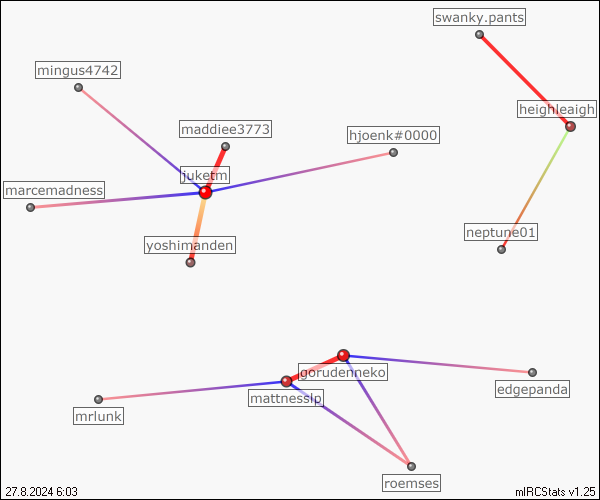 swanky.pants
mingus4742
heighleaigh
maddiee3773
hjoenk#0000
juketm
marcemadness
neptune01
yoshimanden
gorudenneko
edgepanda
mattnesslp
mrlunk
roemses
27.8.2024 6:03
mIRCStats v1.25